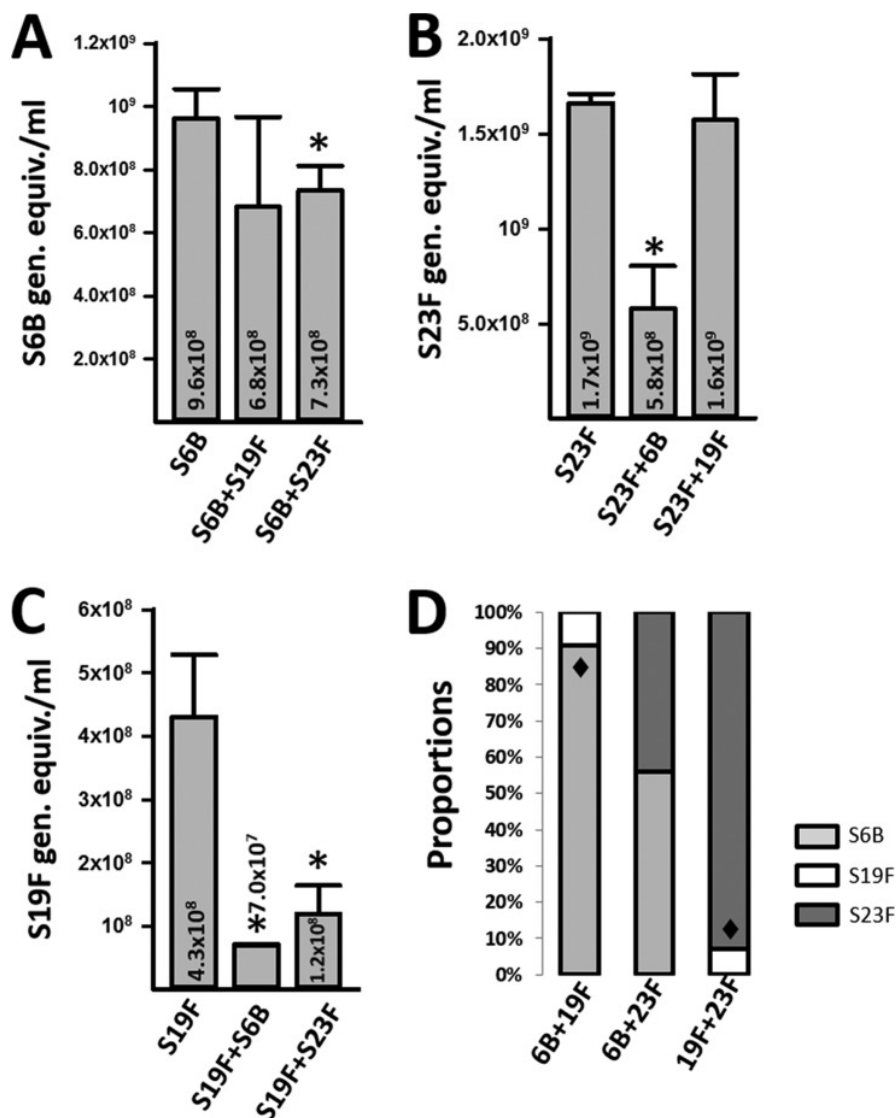 A
S6B gen. equiv./ml
1.2x10⁹
10⁹
8.0x10⁸
6.0x10⁸
4.0x10⁸
2.0x10⁸
*
9.6x10⁸
6.8x10⁸
7.3x10⁸
S6B
S6B+S19F
S6B+S23F
B
S23F gen. equiv./ml
2.0x10⁹
1.5x10⁹
10⁹
5.0x10⁸
*
1.7x10⁹
5.8x10⁸
1.6x10⁹
S23F
S23F+6B
S23F+19F
C
S19F gen. equiv./ml
6x10⁸
5x10⁸
4x10⁸
3x10⁸
2x10⁸
10⁸
4.3x10⁸
*7.0x10⁷
*
1.2x10⁸
S19F
S19F+S6B
S19F+S23F
D
Proportions
100%
90%
80%
70%
60%
50%
40%
30%
20%
10%
0%
6B+19F
6B+23F
19F+23F
S6B
S19F
S23F